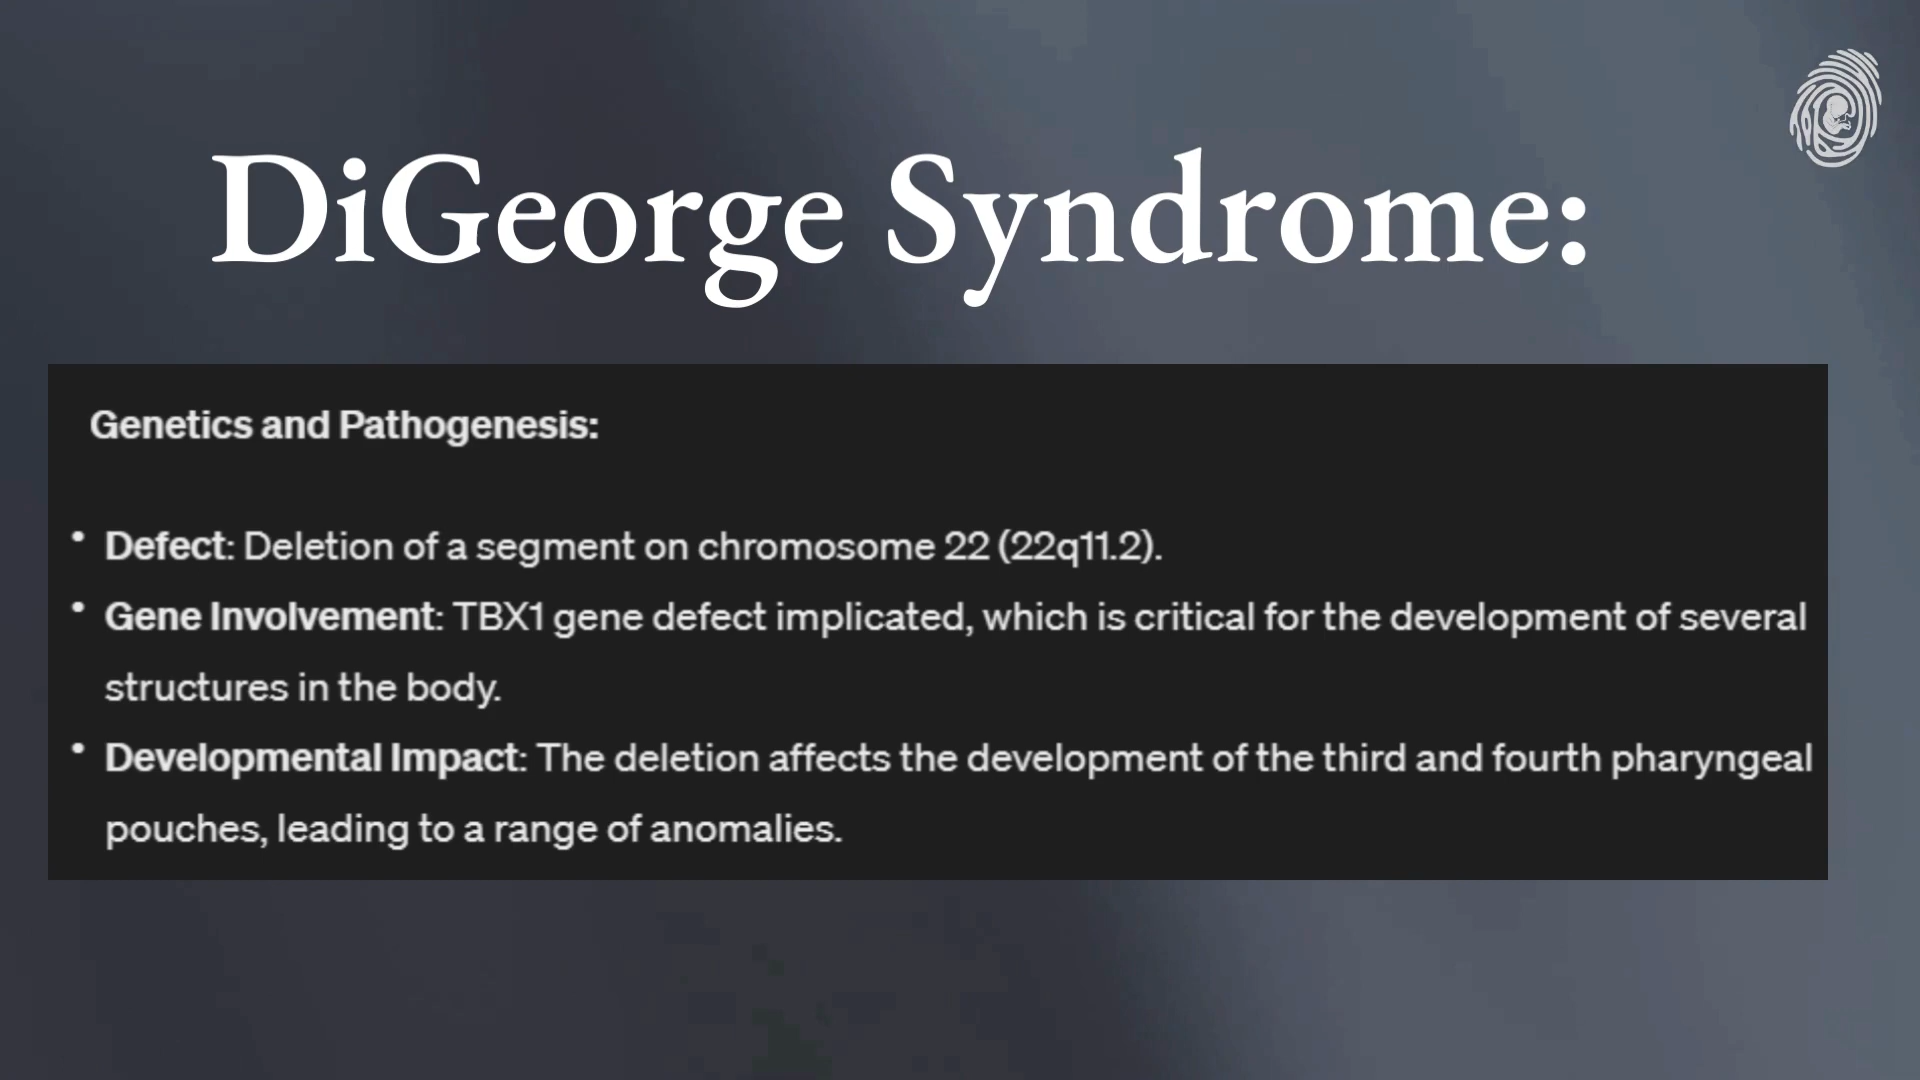 DiGeorge Syndrome:
Genetics and Pathogenesis:
• Defect: Deletion of a segment on chromosome 22 (22q11.2).
• Gene Involvement: TBX1 gene defect implicated, which is critical for the development of several
structures in the body.
• Developmental Impact: The deletion affects the development of the third and fourth pharyngeal
pouches, leading to a range of anomalies.